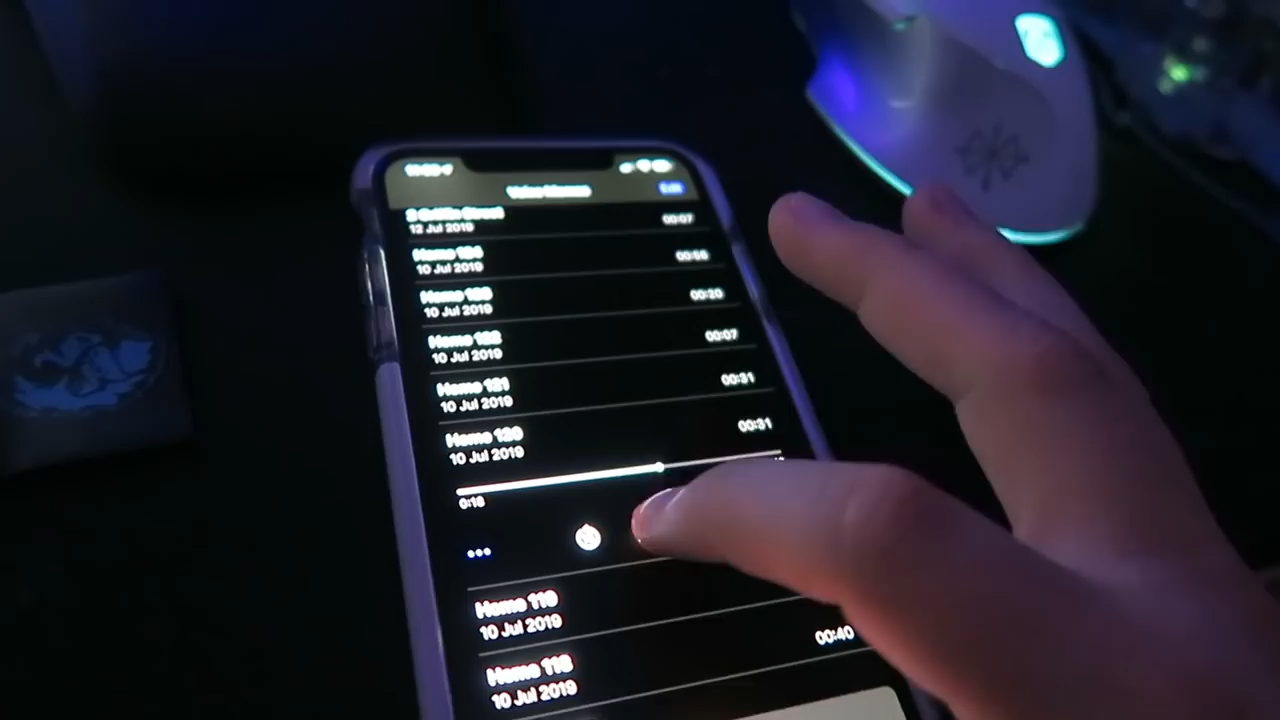 Voice Memos
Edit
12 Jul 2019
00:07
Home 124
10 Jul 2019
00:56
Home 123
10 Jul 2019
00:20
Home 122
10 Jul 2019
00:07
Home 121
10 Jul 2019
00:31
Home 120
10 Jul 2019
00:31
0:18
Home 119
10 Jul 2019
Home 118
10 Jul 2019
00:40